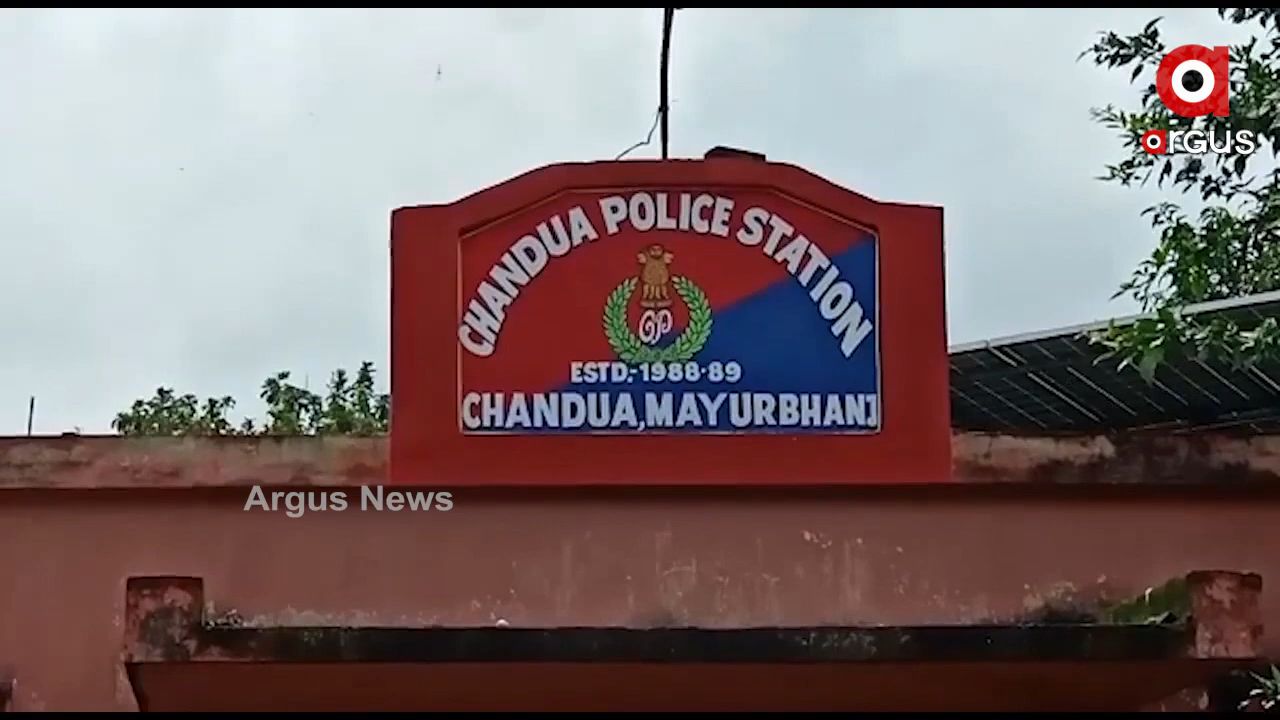 argus
CHANDUA POLICE STATION
OP
ESTD.-1988-89
CHANDUA, MAYURBHANJ
Argus News